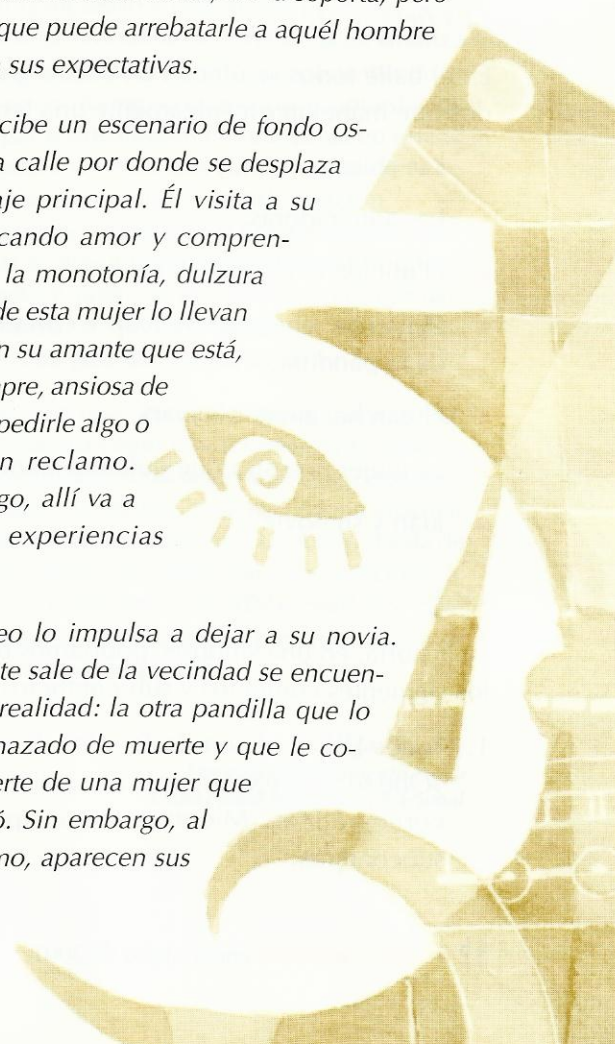 que puede arrebatarle a aquél hombre
sus expectativas.
cibe un escenario de fondo os-
calle por donde se desplaza
je principal. Él visita a su
cando amor y compren-
la monotonía, dulzura
de esta mujer lo llevan
n su amante que está,
pre, ansiosa de
pedirle algo o
n reclamo.
go, allí va a
experiencias
eo lo impulsa a dejar a su novia.
te sale de la vecindad se encuen-
realidad: la otra pandilla que lo
nazado de muerte y que le co-
erte de una mujer que
ó. Sin embargo, al
mo, aparecen sus